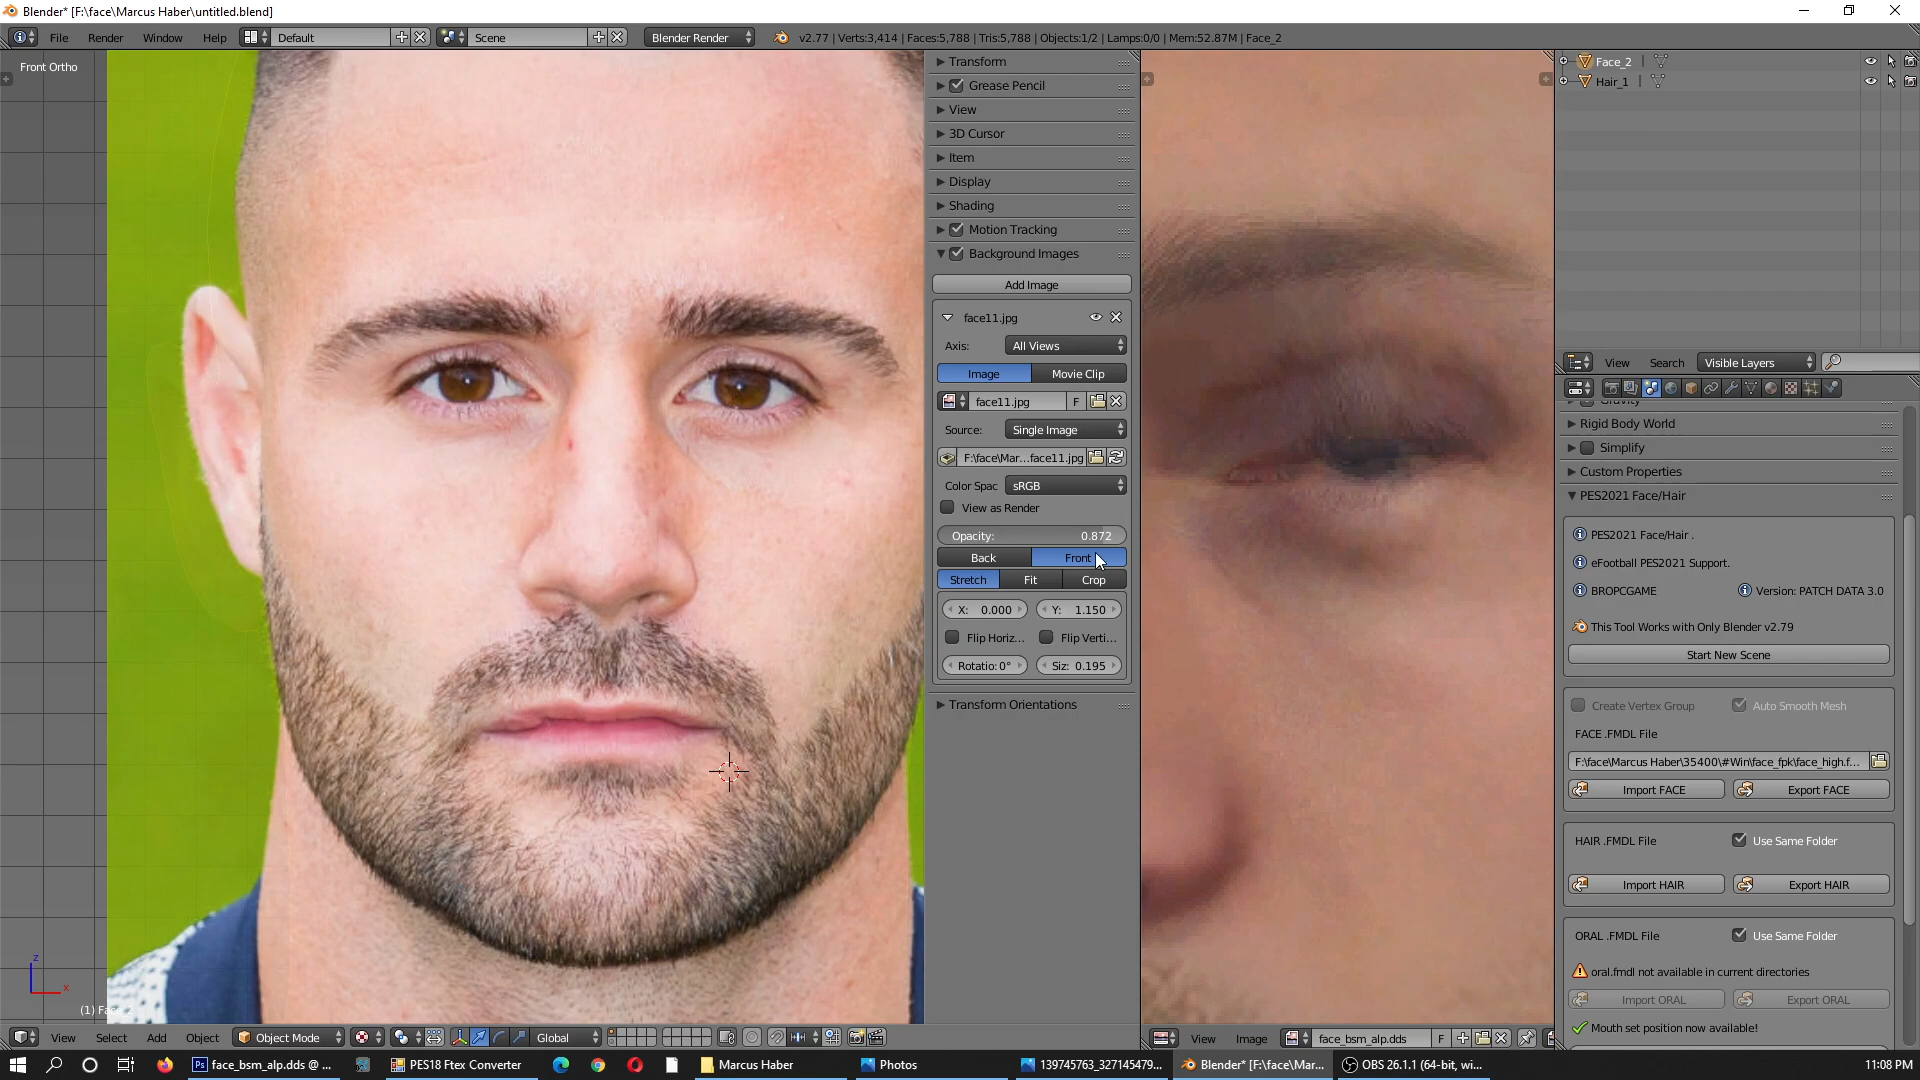 Blender* [F:\face\Marcus Haber\untitled.blend]
File Render Window Help Default Scene Blender Render v2.77 | Verts:3,414 | Faces:5,788 | Tris:5,788 | Objects:1/2 | Lamps:0/0 | Mem:52.87M | Face_2
Front Ortho
Transform
Grease Pencil
View
3D Cursor
Item
Display
Shading
Motion Tracking
Background Images
Add Image
face11.jpg
Axis: All Views
Image Movie Clip
face11.jpg F
Source: Single Image
F:\face\Mar...face11.jpg
Color Spac sRGB
View as Render
Opacity: 0.872
Back Front
Stretch Fit Crop
X: 0.000 Y: 1.150
Flip Horiz... Flip Verti...
Rotatio: 0° Siz: 0.195
Transform Orientations
z
x
View Select Add Object Object Mode Global
View Image face_bsm_alp.dds F
Face_2
Hair_1
View Search Visible Layers
Rigid Body World
Simplify
Custom Properties
PES2021 Face/Hair
PES2021 Face/Hair .
eFootball PES2021 Support.
BROPCGAME Version: PATCH DATA 3.0
This Tool Works with Only Blender v2.79
Start New Scene
Create Vertex Group Auto Smooth Mesh
FACE .FMDL File
F:\face\Marcus Haber\35400\#Win\face_fpk\face_high.f...
Import FACE Export FACE
HAIR .FMDL File Use Same Folder
Import HAIR Export HAIR
ORAL .FMDL File Use Same Folder
oral.fmdl not available in current directories
Import ORAL Export ORAL
Mouth set position now available!
face_bsm_alp.dds @ ... PES18 Ftex Converter Marcus Haber Photos 139745763_327145479... Blender* [F:\face\Mar... OBS 26.1.1 (64-bit, wi... 11:08 PM